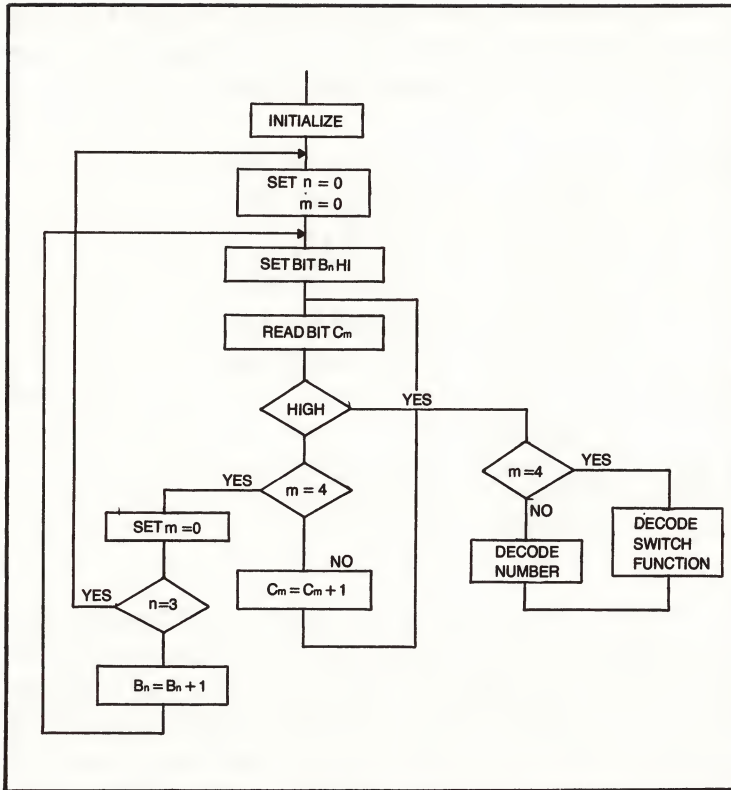 INITIALIZE
SET n = 0
m = 0
SET BIT Bn HI
READ BIT Cm
HIGH
YES
m = 4
YES
m = 4
YES
NO
SET m = 0
DECODE
NUMBER
DECODE
SWITCH
FUNCTION
NO
YES
n = 3
Cm = Cm + 1
Bn = Bn + 1